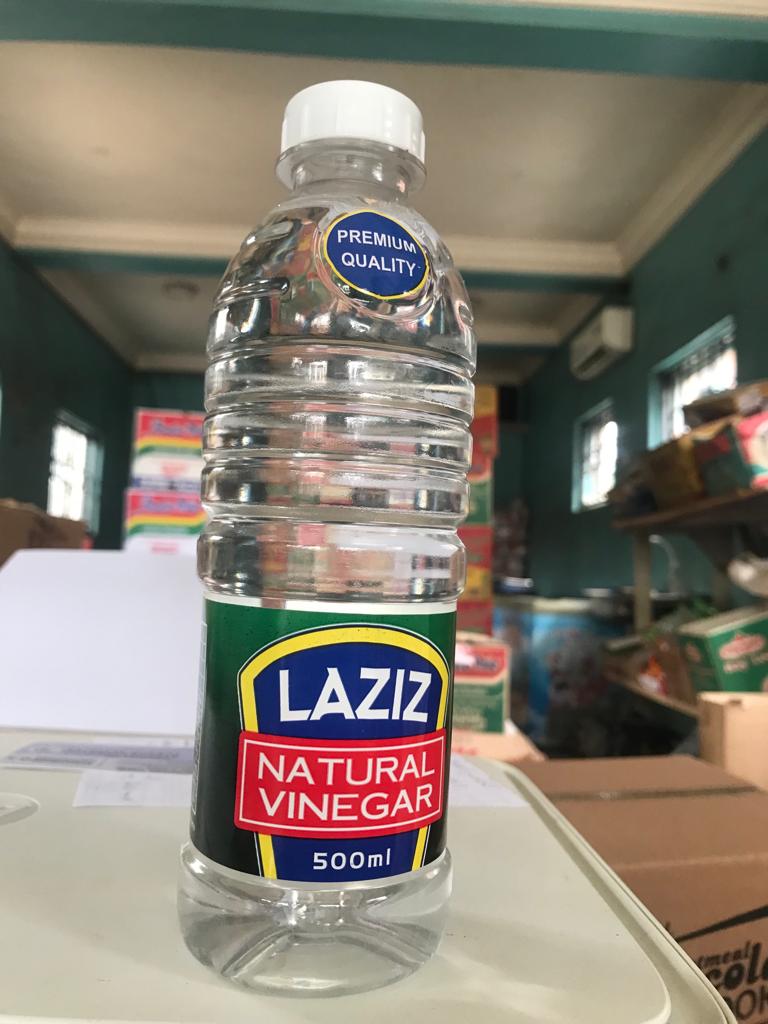 PREMIUM
QUALITY
LAZIZ
NATURAL
VINEGAR
500ml